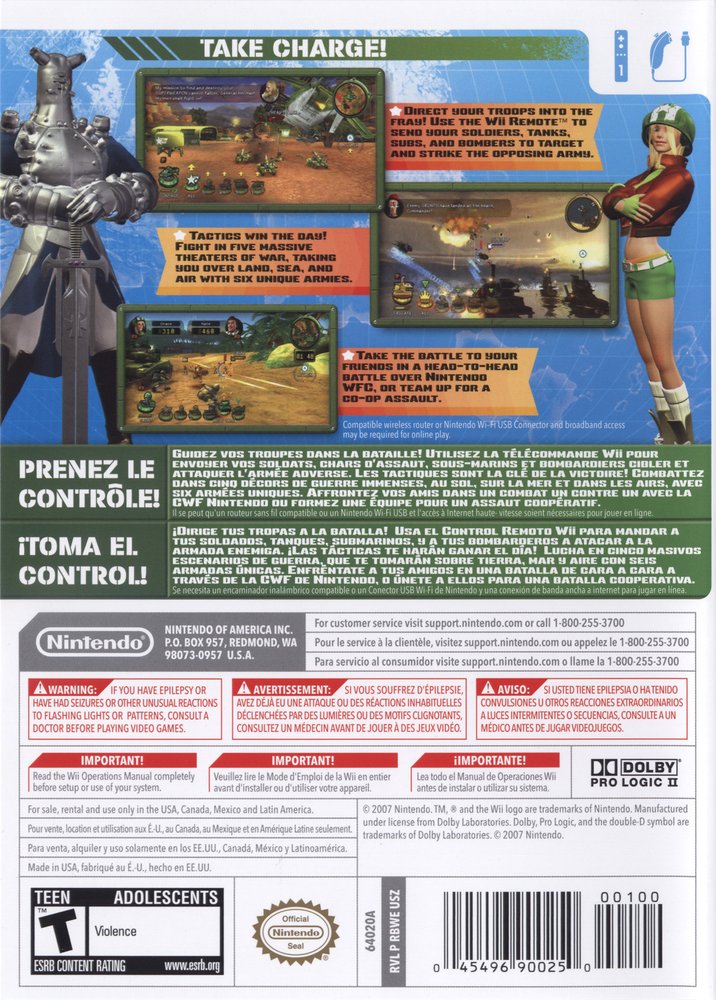 TAKE CHARGE!
1
DIRECT YOUR TROOPS INTO THE
FRAY! USE THE WII REMOTE™ TO
SEND YOUR SOLDIERS, TANKS,
SUBS, AND BOMBERS TO TARGET
AND STRIKE THE OPPOSING ARMY.
TACTICS WIN THE DAY!
FIGHT IN FIVE MASSIVE
THEATERS OF WAR, TAKING
YOU OVER LAND, SEA, AND
AIR WITH SIX UNIQUE ARMIES.
TAKE THE BATTLE TO YOUR
FRIENDS IN A HEAD-TO-HEAD
BATTLE OVER NINTENDO
WFC, OR TEAM UP FOR A
CO-OP ASSAULT.
Compatible wireless router or Nintendo Wi-Fi USB Connector and broadband access
may be required for online play.
PRENEZ LE
CONTRÔLE!
GUIDEZ VOS TROUPES DANS LA BATAILLE! UTILISEZ LA TÉLÉCOMMANDE WII POUR
ENVOYER VOS SOLDATS, CHARS D'ASSAUT, SOUS-MARINS ET BOMBARDIERS CIBLER ET
ATTAQUER L'ARMÉE ADVERSE. LES TACTIQUES SONT LA CLÉ DE LA VICTOIRE! COMBATTEZ
DANS CINQ DÉCORS DE GUERRE IMMENSES, AU SOL, SUR LA MER ET DANS LES AIRS, AVEC
SIX ARMÉES UNIQUES. AFFRONTEZ VOS AMIS DANS UN COMBAT UN CONTRE UN AVEC LA
CWF NINTENDO OU FORMEZ UNE ÉQUIPE POUR UN ASSAUT COOPÉRATIF.
Il se peut qu'un routeur sans fil compatible ou un Nintendo Wi-Fi USB et l'accès à Internet haute-vitesse soient nécessaires pour jouer en ligne.
¡TOMA EL
CONTROL!
¡DIRIGE TUS TROPAS A LA BATALLA! USA EL CONTROL REMOTO WII PARA MANDAR A
TUS SOLDADOS, TANQUES, SUBMARINOS, Y A TUS BOMBARDEROS A ATACAR A LA
ARMADA ENEMIGA. ¡LAS TÁCTICAS TE HARÁN GANAR EL DÍA! LUCHA EN CINCO MASIVOS
ESCENARIOS DE GUERRA, QUE TE TOMARÁN SOBRE TIERRA, MAR Y AIRE CON SEIS
ARMADAS ÚNICAS. ENFRÉNTATE A TUS AMIGOS EN UNA BATALLA DE CARA A CARA A
TRAVÉS DE LA CWF DE NINTENDO, O ÚNETE A ELLOS PARA UNA BATALLA COOPERATIVA.
Se necesita un encaminador inalámbrico compatible o un Conector USB Wi-Fi de Nintendo y una conexión de banda ancha a internet para jugar en línea.
Nintendo®
NINTENDO OF AMERICA INC.
P.O. BOX 957, REDMOND, WA
98073-0957 U.S.A.
For customer service visit support.nintendo.com or call 1-800-255-3700
Pour le service à la clientèle, visitez support.nintendo.com ou appelez le 1-800-255-3700
Para servicio al consumidor visite support.nintendo.com o llame la 1-800-255-3700
WARNING: IF YOU HAVE EPILEPSY OR
HAVE HAD SEIZURES OR OTHER UNUSUAL REACTIONS
TO FLASHING LIGHTS OR PATTERNS, CONSULT A
DOCTOR BEFORE PLAYING VIDEO GAMES.
AVERTISSEMENT: SI VOUS SOUFFREZ D'ÉPILEPSIE,
AVEZ DÉJÀ EU UNE ATTAQUE OU DES RÉACTIONS INHABITUELLES
DÉCLENCHÉES PAR DES LUMIÈRES OU DES MOTIFS CLIGNOTANTS,
CONSULTEZ UN MÉDECIN AVANT DE JOUER À DES JEUX VIDÉO.
AVISO: SI USTED TIENE EPILEPSIA O HA TENIDO
CONVULSIONES U OTROS REACCIONES EXTRAORDINARIOS
A LUCES INTERMITENTES O SECUENCIAS, CONSULTE A UN
MÉDICO ANTES DE JUGAR VIDEOJUEGOS.
IMPORTANT!
Read the Wii Operations Manual completely
before setup or use of your system.
IMPORTANT!
Veuillez lire le Mode d'Emploi de la Wii en entier
avant d'installer ou d'utiliser votre appareil.
¡IMPORTANTE!
Lea todo el Manual de Operaciones Wii
antes de instalar o utilizar su sistema.
DOLBY
PRO LOGIC II
For sale, rental and use only in the USA, Canada, Mexico and Latin America.
Pour vente, location et utilisation aux É.-U., au Canada, au Mexique et en Amérique Latine seulement.
Para venta, alquiler y uso solamente en los EE.UU., Canadá, México y Latinoamérica.
Made in USA, fabriqué au É.-U., hecho en EE.UU.
© 2007 Nintendo. TM, ® and the Wii logo are trademarks of Nintendo. Manufactured
under license from Dolby Laboratories. Dolby, Pro Logic, and the double-D symbol are
trademarks of Dolby Laboratories. © 2007 Nintendo.
TEEN ADOLESCENTS
T™
Violence
ESRB CONTENT RATING www.esrb.org
Official
Nintendo
Seal
64020A
RVL P RBWE USZ
00100
0 45496 90025 0